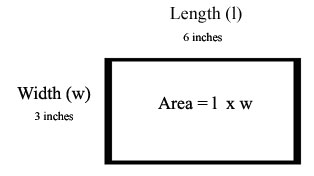 Length (l)
6 inches
Width (w)
3 inches
Area = l x w